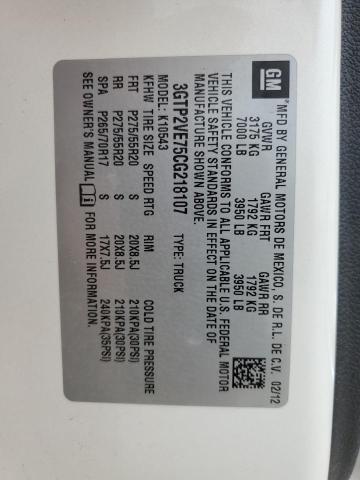 GM
MFD BY GENERAL MOTORS DE MEXICO, S. DE R.L. DE C.V. 02/12
GVWR GAWR FRT GAWR RR
3175 KG 1792 KG 1792 KG
7000 LB 3950 LB 3950 LB
THIS VEHICLE CONFORMS TO ALL APPLICABLE U.S. FEDERAL MOTOR
VEHICLE SAFETY STANDARDS IN EFFECT ON THE DATE OF
MANUFACTURE SHOWN ABOVE.
3GTP2VE75CG218107 TYPE: TRUCK
MODEL: K10543
KFHW TIRE SIZE SPEED RTG RIM COLD TIRE PRESSURE
FRT P275/55R20 S 20X8.5J 210KPA(30PSI)
RR P275/55R20 S 20X8.5J 210KPA(30PSI)
SPA P265/70R17 S 17X7.5J 240KPA(35PSI)
SEE OWNER'S MANUAL i FOR MORE INFORMATION.